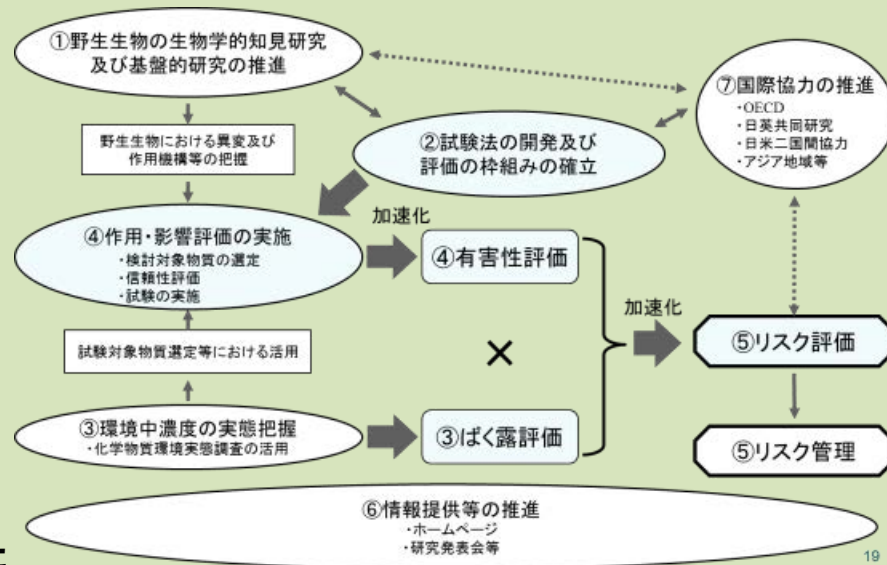 ①野生生物の生物学的知見研究
及び基盤的研究の推進
⑦国際協力の推進
・OECD
・日英共同研究
・日米二国間協力
・アジア地域等
野生生物における異変及び
作用機構等の把握
②試験法の開発及び
評価の枠組みの確立
加速化
④作用・影響評価の実施
・検討対象物質の選定
・信頼性評価
・試験の実施
④有害性評価
加速化
試験対象物質選定等における活用
×
⑤リスク評価
③環境中濃度の実態把握
・化学物質環境実態調査の活用
③ばく露評価
⑤リスク管理
⑥情報提供等の推進
・ホームページ
・研究発表会等
19